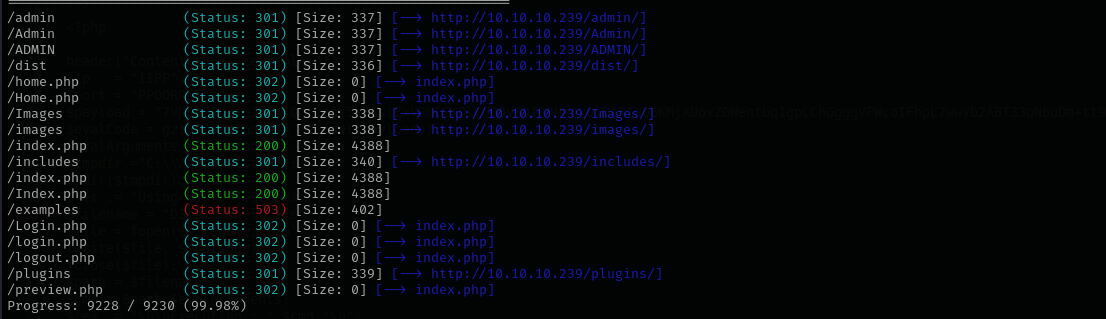 /admin (Status: 301) [Size: 337] [--> http://10.10.10.239/admin/]
/Admin (Status: 301) [Size: 337] [--> http://10.10.10.239/Admin/]
/ADMIN (Status: 301) [Size: 337] [--> http://10.10.10.239/ADMIN/]
/dist (Status: 301) [Size: 336] [--> http://10.10.10.239/dist/]
/home.php (Status: 302) [Size: 0] [--> index.php]
/Home.php (Status: 302) [Size: 0] [--> index.php]
/Images (Status: 301) [Size: 338] [--> http://10.10.10.239/Images/]
/images (Status: 301) [Size: 338] [--> http://10.10.10.239/images/]
/index.php (Status: 200) [Size: 4388]
/includes (Status: 301) [Size: 340] [--> http://10.10.10.239/includes/]
/index.php (Status: 200) [Size: 4388]
/Index.php (Status: 200) [Size: 4388]
/examples (Status: 503) [Size: 402]
/Login.php (Status: 302) [Size: 0] [--> index.php]
/login.php (Status: 302) [Size: 0] [--> index.php]
/logout.php (Status: 302) [Size: 0] [--> index.php]
/plugins (Status: 301) [Size: 339] [--> http://10.10.10.239/plugins/]
/preview.php (Status: 302) [Size: 0] [--> index.php]
Progress: 9228 / 9230 (99.98%)